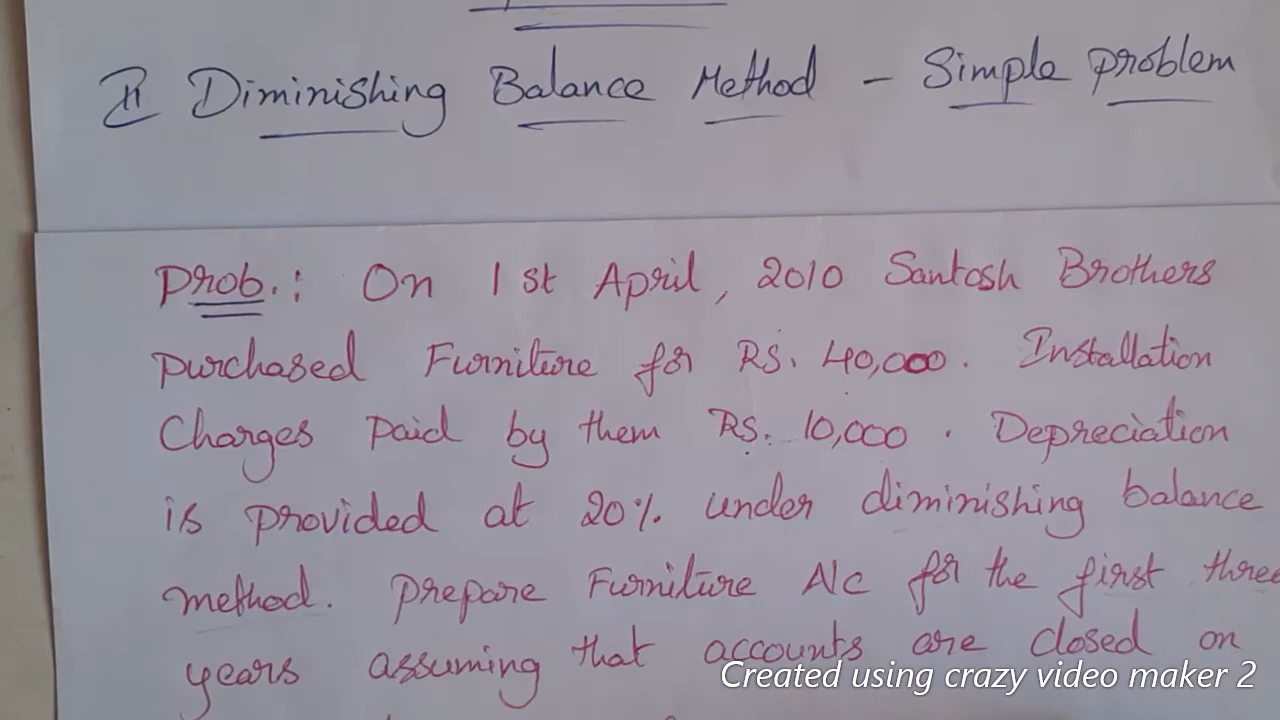 II Diminishing Balance Method – Simple Problem
Prob.: On 1st April, 2010 Santosh Brothers
purchased Furniture for RS. 40,000. Installation
Charges paid by them RS. 10,000. Depreciation
is provided at 20% under diminishing balance
method. prepare Furniture A/c for the first three
years assuming that accounts are closed on
Created using crazy video maker 2